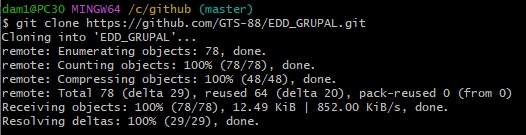 dam1@PC30 MINGW64 /c/github (master)
$ git clone https://github.com/GTS-88/EDD_GRUPAL.git
Cloning into 'EDD_GRUPAL'...
remote: Enumerating objects: 78, done.
remote: Counting objects: 100% (78/78), done.
remote: Compressing objects: 100% (48/48), done.
remote: Total 78 (delta 29), reused 64 (delta 20), pack-reused 0 (from 0)
Receiving objects: 100% (78/78), 12.49 KiB | 852.00 KiB/s, done.
Resolving deltas: 100% (29/29), done.